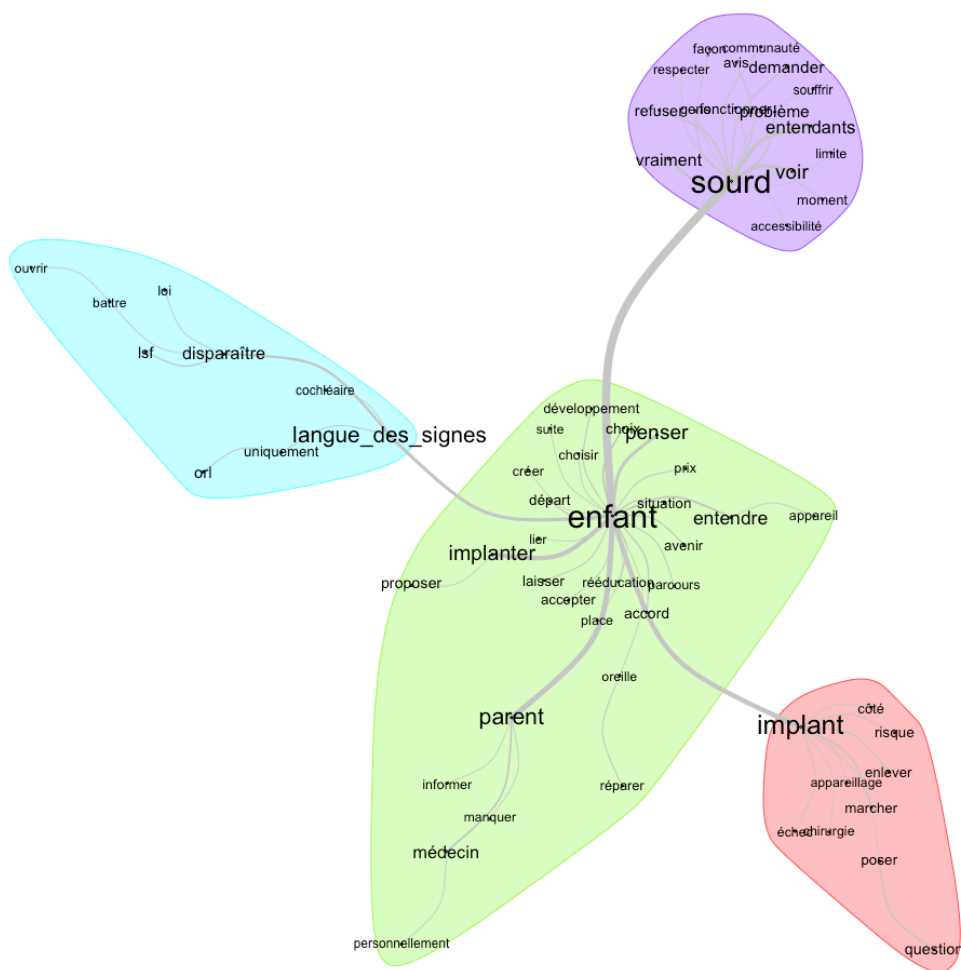 façon
communauté
avis
respecter
demander
souffrir
refuser
gens
fonctionner
problème
entendants
vraiment
limite
voir
sourd
moment
accessibilité
ouvrir
loi
battre
lsf
disparaître
cochléaire
langue_des_signes
uniquement
orl
développement
suite
choix
penser
choisir
créer
prix
départ
situation
enfant
entendre
appareil
lier
avenir
implanter
proposer
laisser
rééducation
parcours
accepter
accord
place
oreille
parent
informer
réparer
manquer
médecin
personnellement
côté
implant
risque
enlever
appareillage
marcher
échec
chirurgie
poser
question